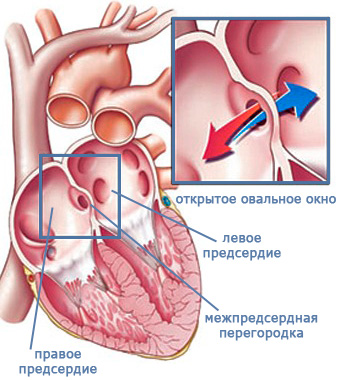 открытое овальное окно
левое
предсердие
межпредсердная
перегородка
правое
предсердие